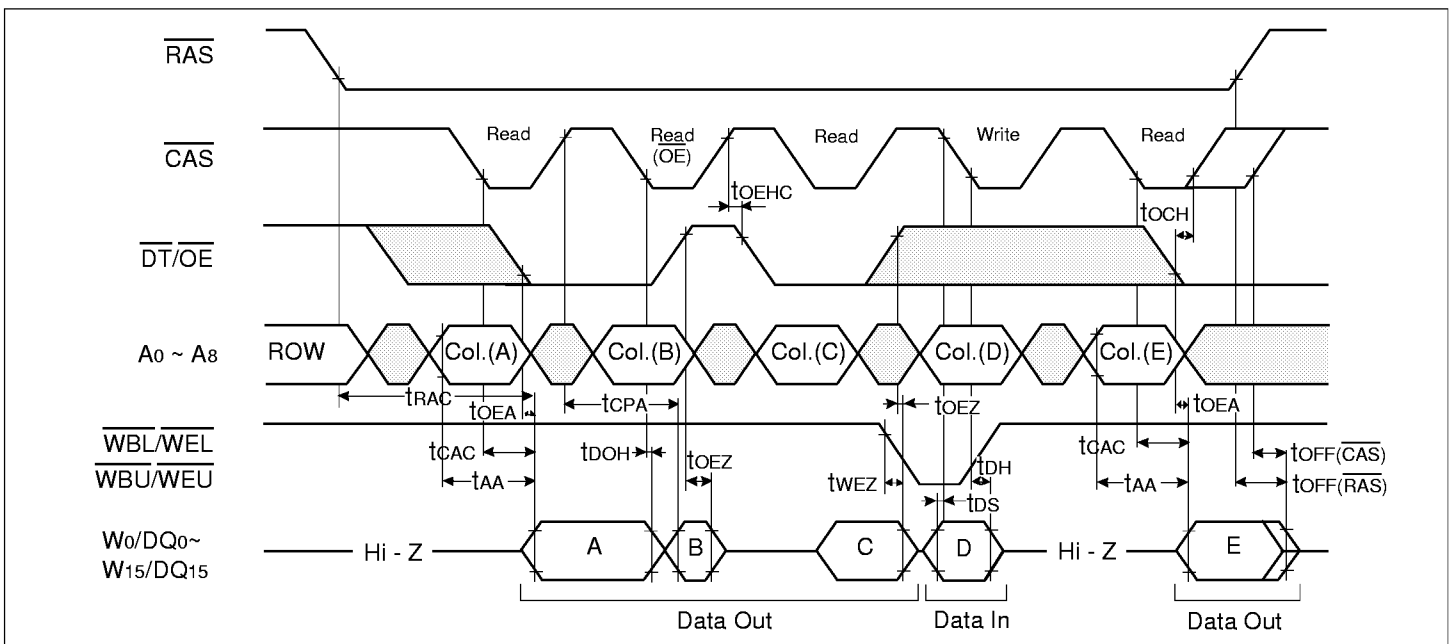 RAS
Read
Read
(OE)
Read
Write
Read
CAS
tOEHC
tOCH
DT/OE
A0 ~ A8
ROW
Col.(A)
Col.(B)
Col.(C)
Col.(D)
Col.(E)
tRAC
tOEA
tCPA
tOEZ
tOEA
WBL/WEL
WBU/WEU
tCAC
tDOH
tOEZ
tWEZ
tDH
tCAC
tOFF(CAS)
tAA
tDS
tAA
tOFF(RAS)
W0/DQ0~
W15/DQ15
Hi - Z
A
B
C
D
Hi - Z
E
Data Out
Data In
Data Out